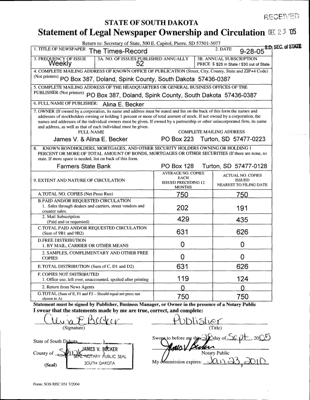 RECEIVED
DEC 23 '05
S.D. SEC. OF STATE
STATE OF SOUTH DAKOTA
Statement of Legal Newspaper Ownership and Circulation
Return to: Secretary of State, 500 E. Capitol, Pierre, SD 57501-5077
1. TITLE OF NEWSPAPER The Times-Record 2. DATE 9-28-05
3. FREQUENCY OF ISSUE Weekly 3A. NO. OF ISSUES PUBLISHED ANNUALLY 52 3B. ANNUAL SUBSCRIPTION PRICE $ 28 in State / $30 out of State
4. COMPLETE MAILING ADDRESS OF KNOWN OFFICE OF PUBLICATION (Street, City, County, State and ZIP+4 Code)
(Not printers) PO Box 387, Doland, Spink County, South Dakota 57436-0387
5. COMPLETE MAILING ADDRESS OF THE HEADQUARTERS OR GENERAL BUSINESS OFFICES OF THE
PUBLISHER (Not printer) PO Box 387, Doland, Spink County, South Dakota 57436-0387
6. FULL NAME OF PUBLISHER: Alina E. Becker
7. OWNER (If owned by a corporation, its name and address must be stated and on the back of this form the names and
addresses of stockholders owning or holding 1 percent or more of total amount of stock. If not owned by a corporation, the
names and addresses of the individual owners must be given. If owned by a partnership or other unincorporated firm, its name
and address, as well as that of each individual must be given.
FULL NAME COMPLETE MAILING ADDRESS
James V. & Alina E. Becker PO Box 223 Turton, SD 57477-0223
8. KNOWN BONDHOLDERS, MORTGAGES, AND OTHER SECURITY HOLDERS OWNING OR HOLDING 1
PERCENT OR MORE OF TOTAL AMOUNT OF BONDS, MORTGAGES OR OTHER SECURITIES (If there are none, so
state. If more space is needed, list on back of this form.
Farmers State Bank PO Box 128 Turton, SD 57477-0128
9. EXTENT AND NATURE OF CIRCULATION AVERAGE NO. COPIES EACH ISSUED PRECEDING 12 MONTHS ACTUAL NO. COPIES ISSUED NEAREST TO FILING DATE
A. TOTAL NO. COPIES (Net Press Run) 750 750
B. PAID AND/OR REQUESTED CIRCULATION
1. Sales through dealers and carriers, street vendors and
counter sales. 202 191
2. Mail Subscription
(Paid and or requested) 429 435
C. TOTAL PAID AND/OR REQUESTED CIRCULATION
(Sum of 9B1 and 9B2) 631 626
D. FREE DISTRIBUTION
1. BY MAIL, CARRIER OR OTHER MEANS 0 0
2. SAMPLES, COMPLIMENTARY AND OTHER FREE
COPIES 0 0
E. TOTAL DISTRIBUTION (Sum of C, D1 and D2) 631 626
F. COPIES NOT DISTRIBUTED
1. Office use, left over, unaccounted, spoiled after printing 119 124
2. Return from News Agents 0 0
G. TOTAL (Sum of E, F1 and F2 - Should equal net press run
shown in A) 750 750
Statement must be signed by Publisher, Business Manager, or Owner in the presence of a Notary Public
I swear that the statements made by me are true, correct, and complete:
Alina E. Becker Publisher
(Signature) (Title)
State of South Dakota
Sworn to before me this 28 day of Sept. 2005
County of Spink
JAMES V. BECKER
SEAL NOTARY PUBLIC SEAL
SOUTH DAKOTA
James V. Becker
Notary Public
(Seal) My commission expires: Jan 23, 2010
Form: SOS REC 051 7/2004